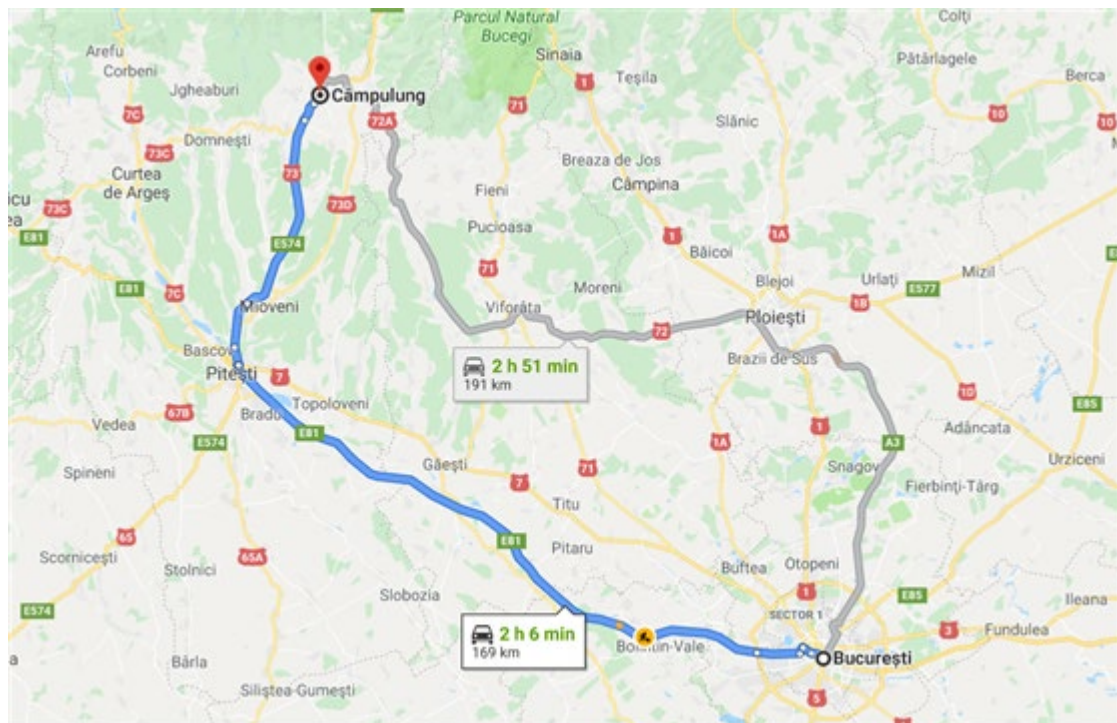 Parcul Natural
Bucegi
Colți
Arefu
Corbeni
Sinaia
Teșila
Pătârlagele
Berca
Jgheaburi
7C
Câmpulung
71
1
10
10
72A
Slănic
Domnești
73C
Breaza de Jos
Curtea
de Argeș
73
Fieni
Câmpina
73C
73D
Pucioasa
E81
E574
1
1A
Băicoi
Mizil
E81
7C
71
Moreni
Blejoi
Urlați
E577
Mioveni
Viforâta
1B
Ploiești
72
Bascov
Brazii de Sus
Pitești
7
2 h 51 min
191 km
Topoloveni
67B
Bradu
1D
E85
Vedea
E81
E574
1
Adâncata
1A
A3
Găești
71
Snagov
Urziceni
Spineni
7
Fierbinți-Târg
Titu
65
E81
Pitaru
Scornicești
65A
Stolnici
Otopeni
Buftea
Slobozia
1
E85
E574
Ileana
SECTOR 1
2 h 6 min
169 km
3
Fundulea
Bolintin-Vale
București
Bârla
Siliștea-Gumești
5